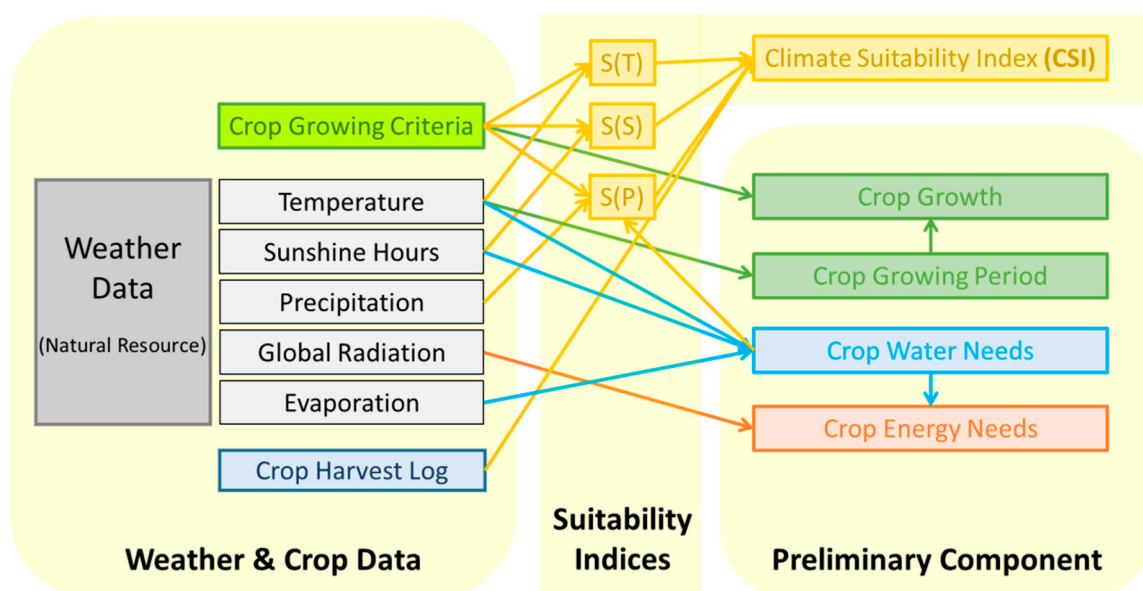 Crop Growing Criteria
Weather
Data
(Natural Resource)
Temperature
Sunshine Hours
Precipitation
Global Radiation
Evaporation
Crop Harvest Log
Weather & Crop Data
S(T)
S(S)
S(P)
Suitability
Indices
Climate Suitability Index (CSI)
Crop Growth
Crop Growing Period
Crop Water Needs
Crop Energy Needs
Preliminary Component